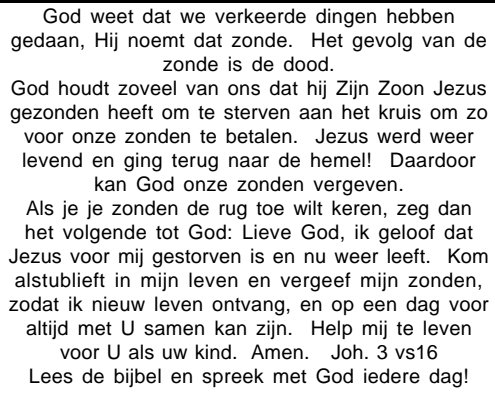 God weet dat we verkeerde dingen hebben
gedaan, Hij noemt dat zonde. Het gevolg van de
zonde is de dood.
God houdt zoveel van ons dat hij Zijn Zoon Jezus
gezonden heeft om te sterven aan het kruis om zo
voor onze zonden te betalen. Jezus werd weer
levend en ging terug naar de hemel! Daardoor
kan God onze zonden vergeven.
Als je je zonden de rug toe wilt keren, zeg dan
het volgende tot God: Lieve God, ik geloof dat
Jezus voor mij gestorven is en nu weer leeft. Kom
alstublieft in mijn leven en vergeef mijn zonden,
zodat ik nieuw leven ontvang, en op een dag voor
altijd met U samen kan zijn. Help mij te leven
voor U als uw kind. Amen. Joh. 3 vs16
Lees de bijbel en spreek met God iedere dag!